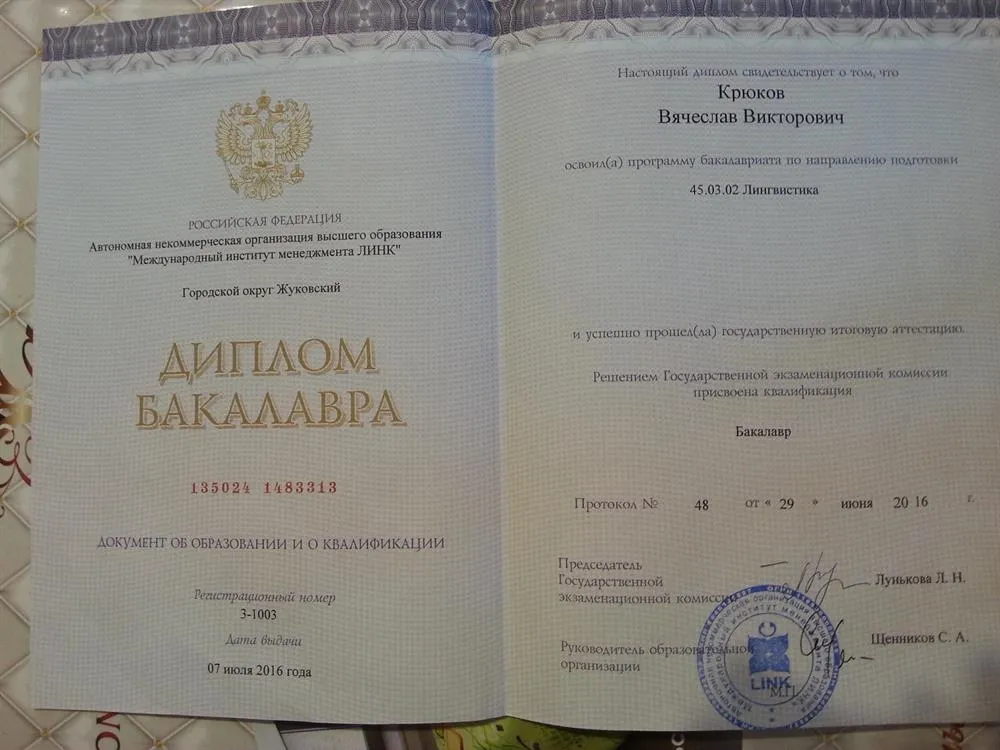 РОССИЙСКАЯ ФЕДЕРАЦИЯ
Автономная некоммерческая организация высшего образования
"Международный институт менеджмента ЛИНК"
Городской округ Жуковский
ДИПЛОМ
БАКАЛАВРА
135024 1483313
ДОКУМЕНТ ОБ ОБРАЗОВАНИИ И О КВАЛИФИКАЦИИ
Регистрационный номер
3-1003
Дата выдачи
07 июля 2016 года
Настоящий диплом свидетельствует о том, что
Крюков
Вячеслав Викторович
освоил(а) программу бакалавриата по направлению подготовки
45.03.02 Лингвистика
и успешно прошел(ла) государственную итоговую аттестацию.
Решением Государственной экзаменационной комиссии
присвоена квалификация
Бакалавр
Протокол № 48 от « 29 » июня 20 16 г.
Председатель
Государственной
экзаменационной комиссии
Лунькова Л. Н.
Руководитель образовательной
организации
Щенников С. А.
LINK
М.П.